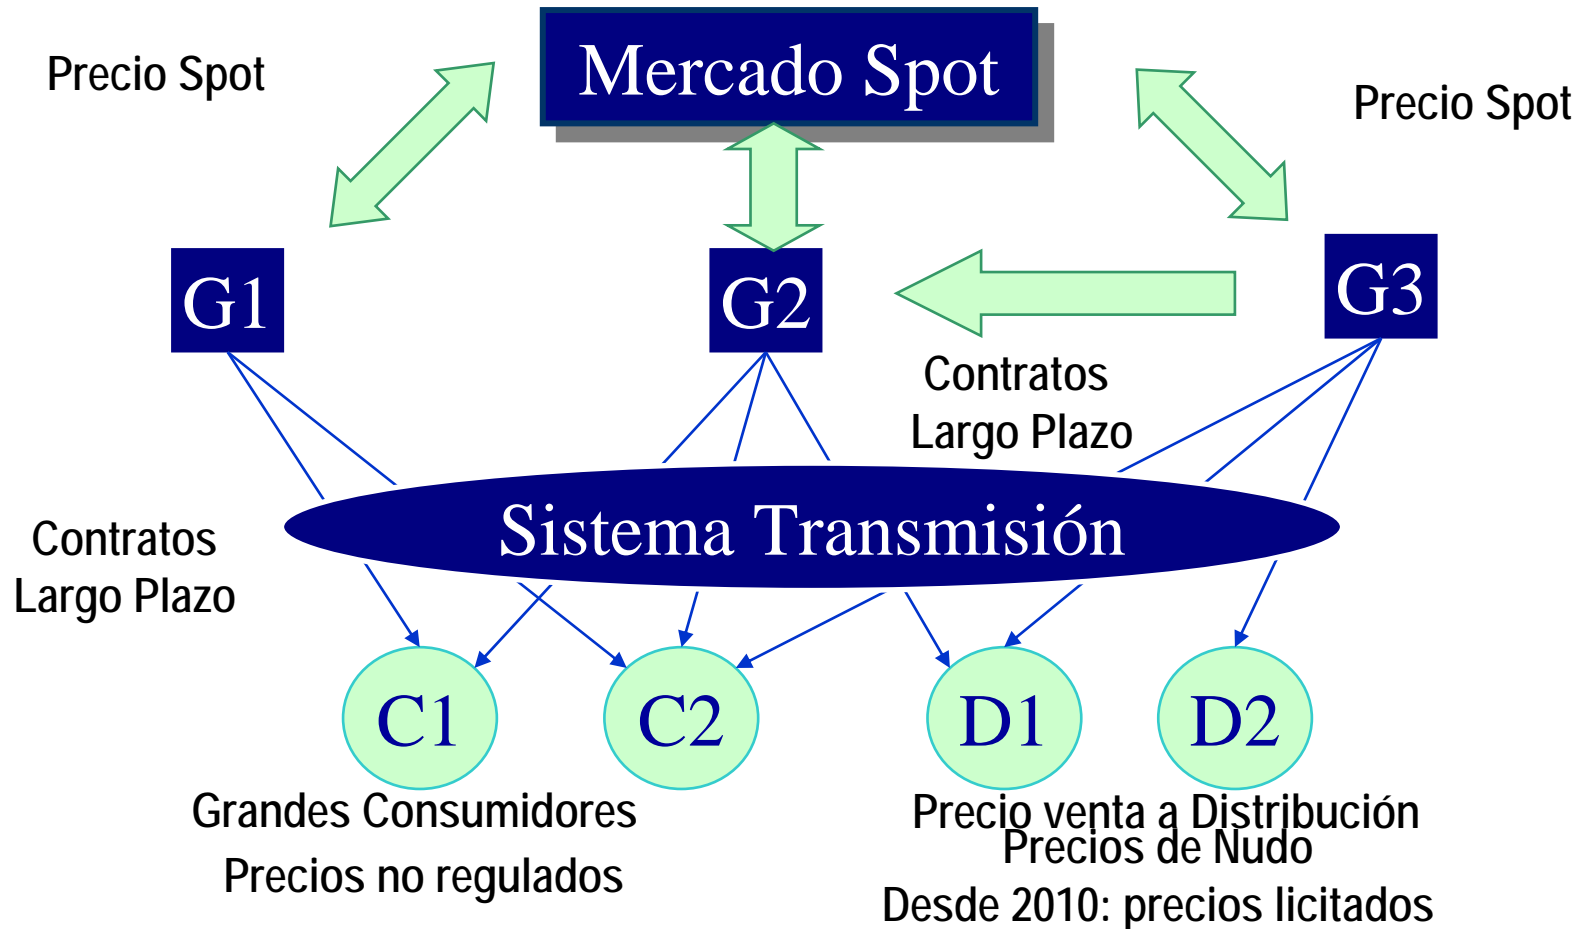 Mercado Spot
Precio Spot
Precio Spot
G1
G2
G3
Contratos
Largo Plazo
Sistema Transmisión
Contratos
Largo Plazo
C1
C2
D1
D2
Grandes Consumidores
Precios no regulados
Precio venta a Distribución
Precios de Nudo
Desde 2010: precios licitados